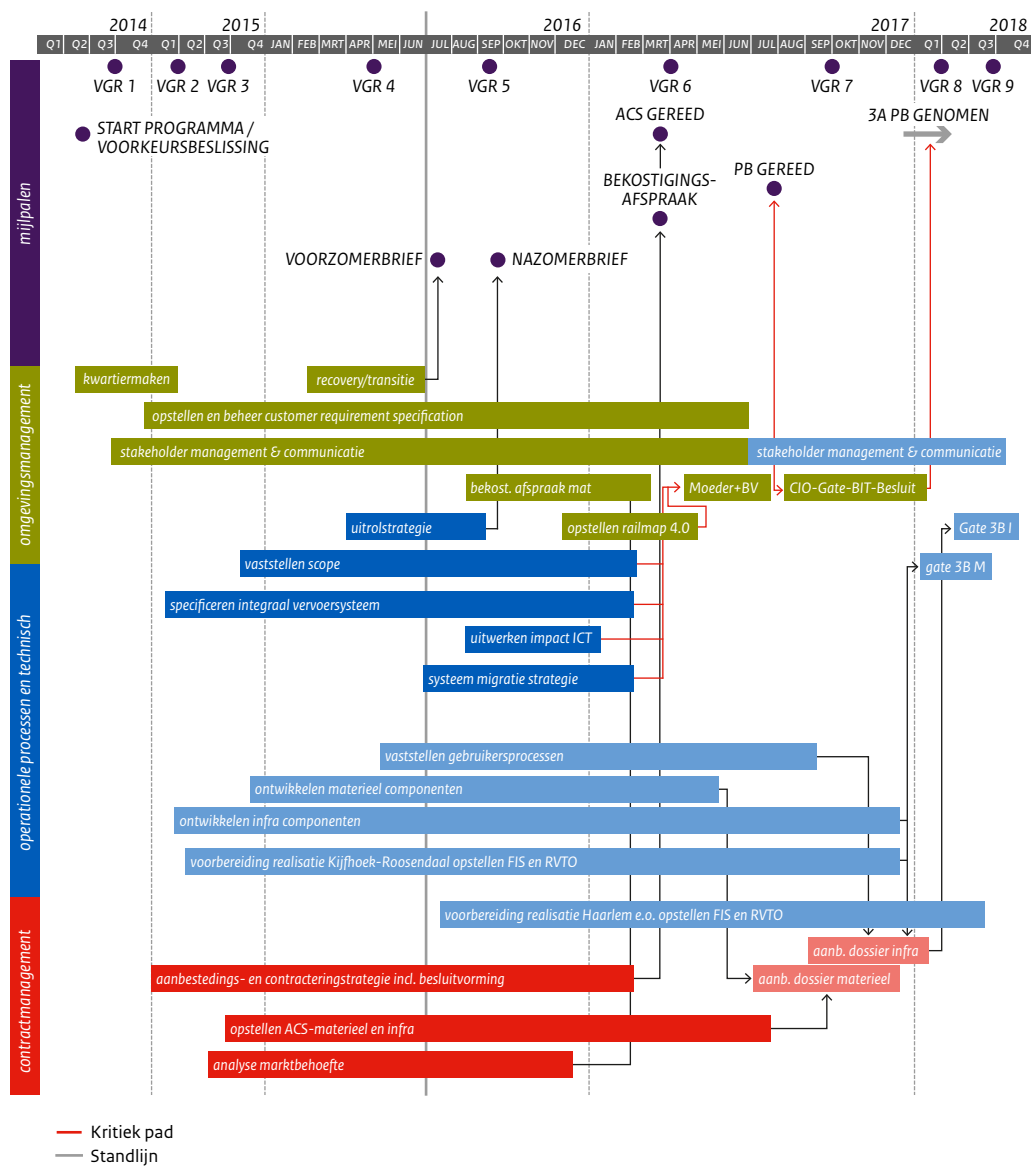 2014 2015 2016 2017 2018
Q1 Q2 Q3 Q4 Q1 Q2 Q3 Q4 JAN FEB MRT APR MEI JUN JUL AUG SEP OKT NOV DEC JAN FEB MRT APR MEI JUN JUL AUG SEP OKT NOV DEC Q1 Q2 Q3 Q4
mijlpalen
VGR 1 VGR 2 VGR 3 VGR 4 VGR 5 VGR 6 VGR 7 VGR 8 VGR 9
START PROGRAMMA /
VOORKEURSBESLISSING
ACS GEREED
3A PB GENOMEN
BEKOSTIGINGS-
AFSPRAAK
PB GEREED
VOORZOMERBRIEF
NAZOMERBRIEF
omgevingsmanagement
kwartiermaken
recovery/transitie
opstellen en beheer customer requirement specification
stakeholder management & communicatie
stakeholder management & communicatie
bekost. afspraak mat
Moeder+BV
CIO-Gate-BIT-Besluit
uitrolstrategie
opstellen railmap 4.0
Gate 3B I
operationele processen en technisch
vaststellen scope
gate 3B M
specificeren integraal vervoersysteem
uitwerken impact ICT
systeem migratie strategie
vaststellen gebruikersprocessen
ontwikkelen materieel componenten
ontwikkelen infra componenten
voorbereiding realisatie Kijfhoek-Roosendaal opstellen FIS en RVTO
contractmanagement
voorbereiding realisatie Haarlem e.o. opstellen FIS en RVTO
aanb. dossier infra
aanbestedings- en contracteringstrategie incl. besluitvorming
aanb. dossier materieel
opstellen ACS-materieel en infra
analyse marktbehoefte
Kritiek pad
Standlijn